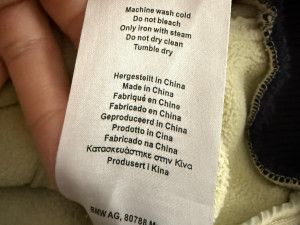 Machine wash cold
Do not bleach
Only iron with steam
Do not dry clean
Tumble dry
Hergestellt in China
Made in China
Fabriqué en Chine
Fabricado en China
Geproduceerd in China
Prodotto in Cina
Fabricado na China
Κατασκευάστηκε στην Κίνα
Produsert i Kina
BMW AG, 80788 M